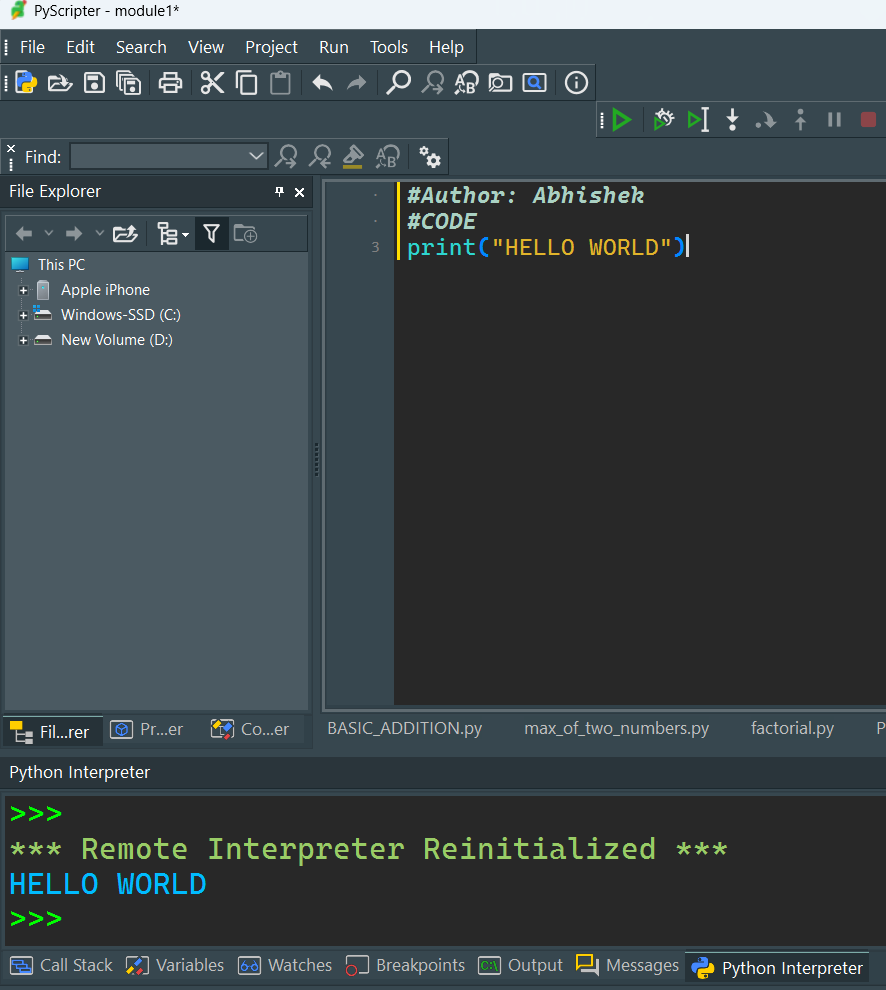 PyScripter - module1*
File Edit Search View Project Run Tools Help
Find:
File Explorer
This PC
Apple iPhone
Windows-SSD (C:)
New Volume (D:)
#Author: Abhishek
#CODE
3 print("HELLO WORLD")
Fil...rer Pr...er Co...er
BASIC_ADDITION.py max_of_two_numbers.py factorial.py P
Python Interpreter
>>>
*** Remote Interpreter Reinitialized ***
HELLO WORLD
>>>
Call Stack Variables Watches Breakpoints Output Messages Python Interpreter